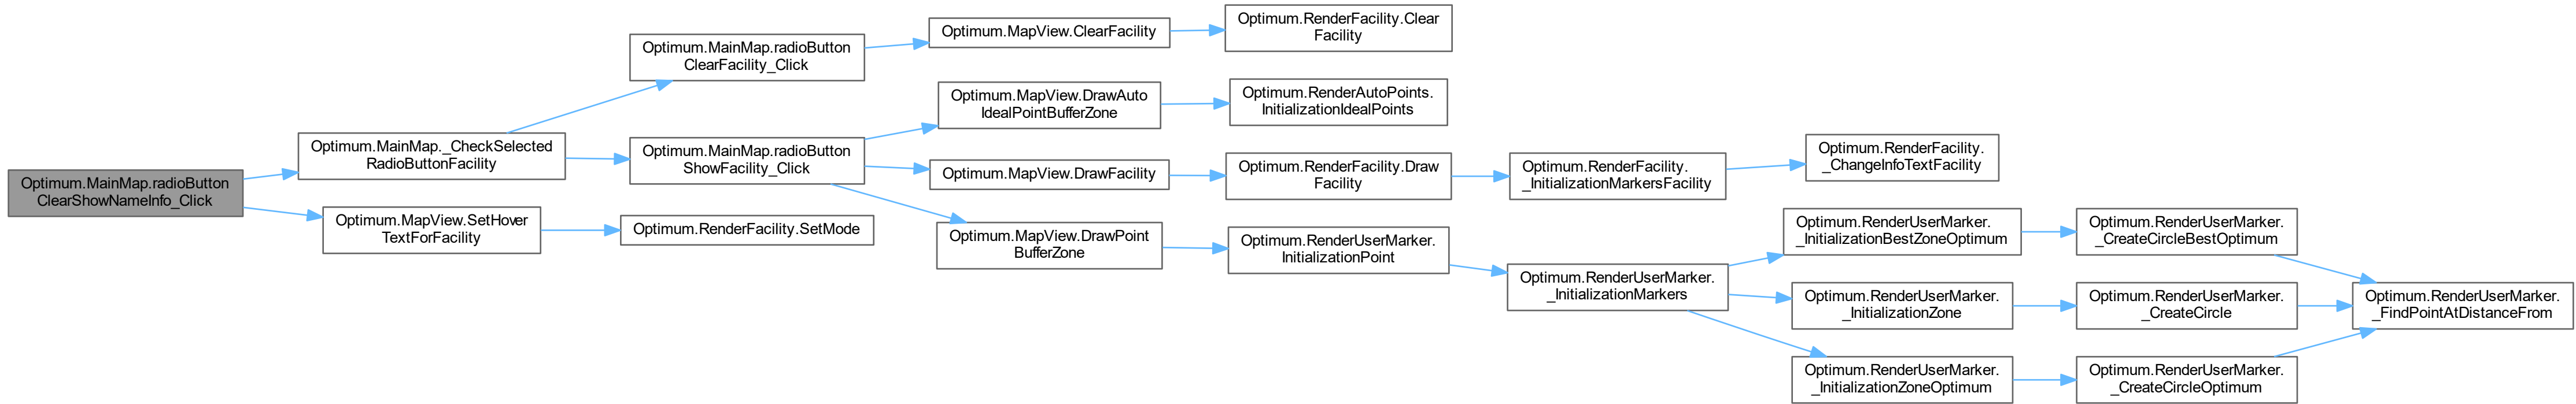 Optimum.MainMap.radioButton
ClearShowNameInfo_Click
Optimum.MainMap._CheckSelected
RadioButtonFacility
Optimum.MainMap.radioButton
ClearFacility_Click
Optimum.MapView.ClearFacility
Optimum.RenderFacility.Clear
Facility
Optimum.MainMap.radioButton
ShowFacility_Click
Optimum.MapView.DrawAuto
IdealPointBufferZone
Optimum.RenderAutoPoints.
InitializationIdealPoints
Optimum.MapView.DrawFacility
Optimum.RenderFacility.Draw
Facility
Optimum.RenderFacility.
_InitializationMarkersFacility
Optimum.RenderFacility.
_ChangeInfoTextFacility
Optimum.MapView.DrawPoint
BufferZone
Optimum.RenderUserMarker.
InitializationPoint
Optimum.RenderUserMarker.
_InitializationMarkers
Optimum.RenderUserMarker.
_InitializationBestZoneOptimum
Optimum.RenderUserMarker.
_CreateCircleBestOptimum
Optimum.RenderUserMarker.
_InitializationZone
Optimum.RenderUserMarker.
_CreateCircle
Optimum.RenderUserMarker.
_FindPointAtDistanceFrom
Optimum.RenderUserMarker.
_InitializationZoneOptimum
Optimum.RenderUserMarker.
_CreateCircleOptimum
Optimum.MapView.SetHover
TextForFacility
Optimum.RenderFacility.SetMode